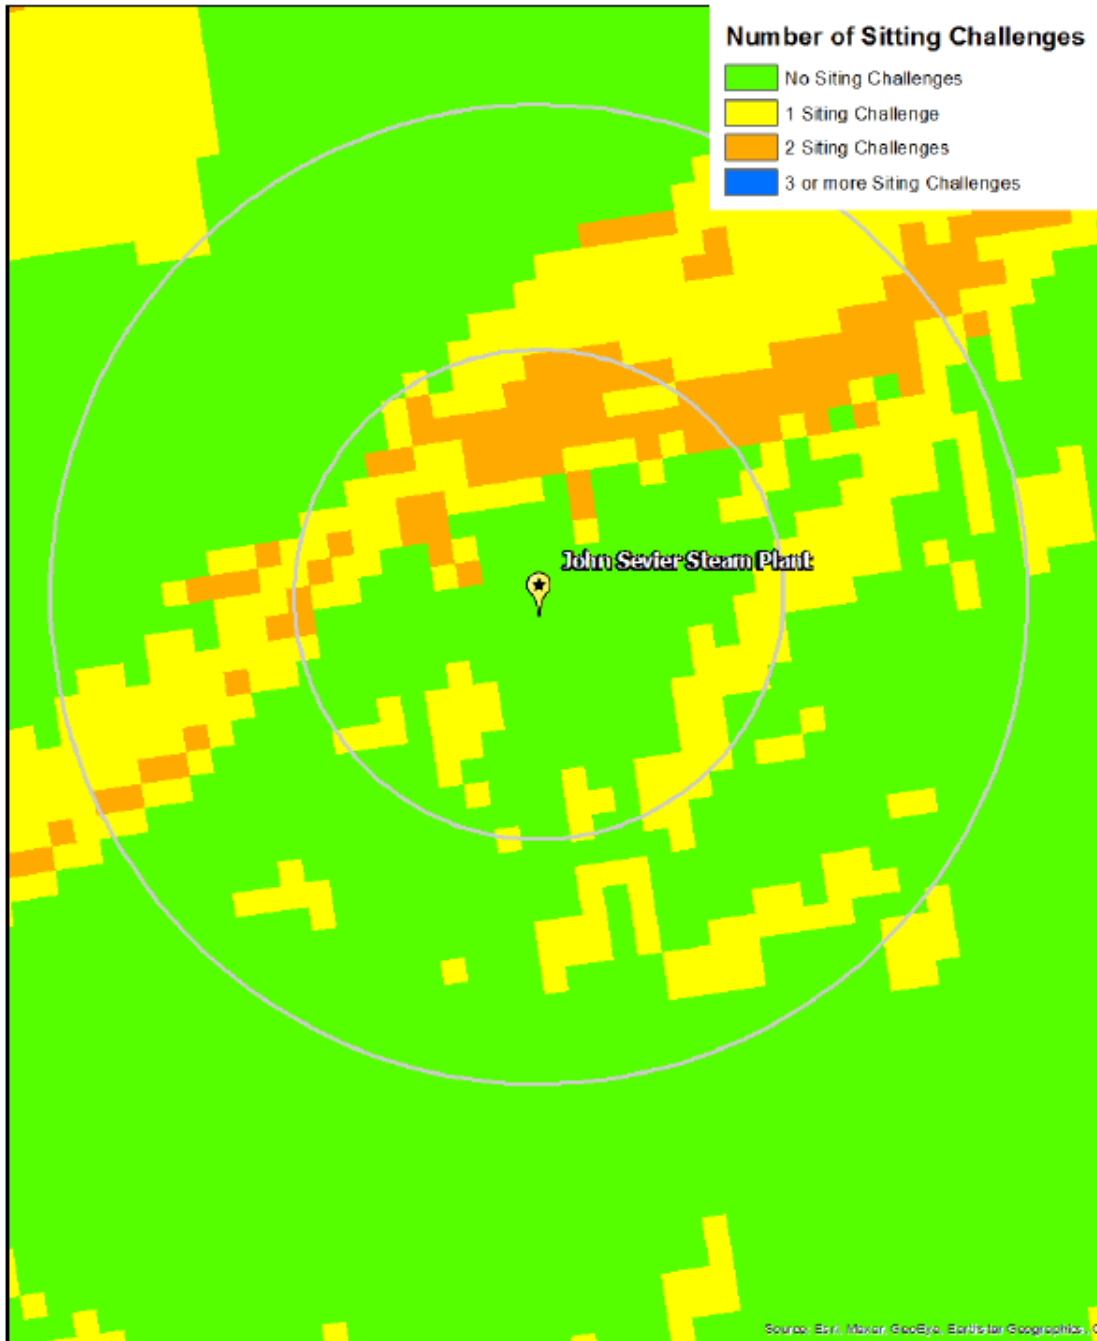 Number of Sitting Challenges
No Siting Challenges
1 Siting Challenge
2 Siting Challenges
3 or more Siting Challenges
John Sevier Steam Plant
Source: Esri, Maxar, GeoEye, Earthstar Geographics, C